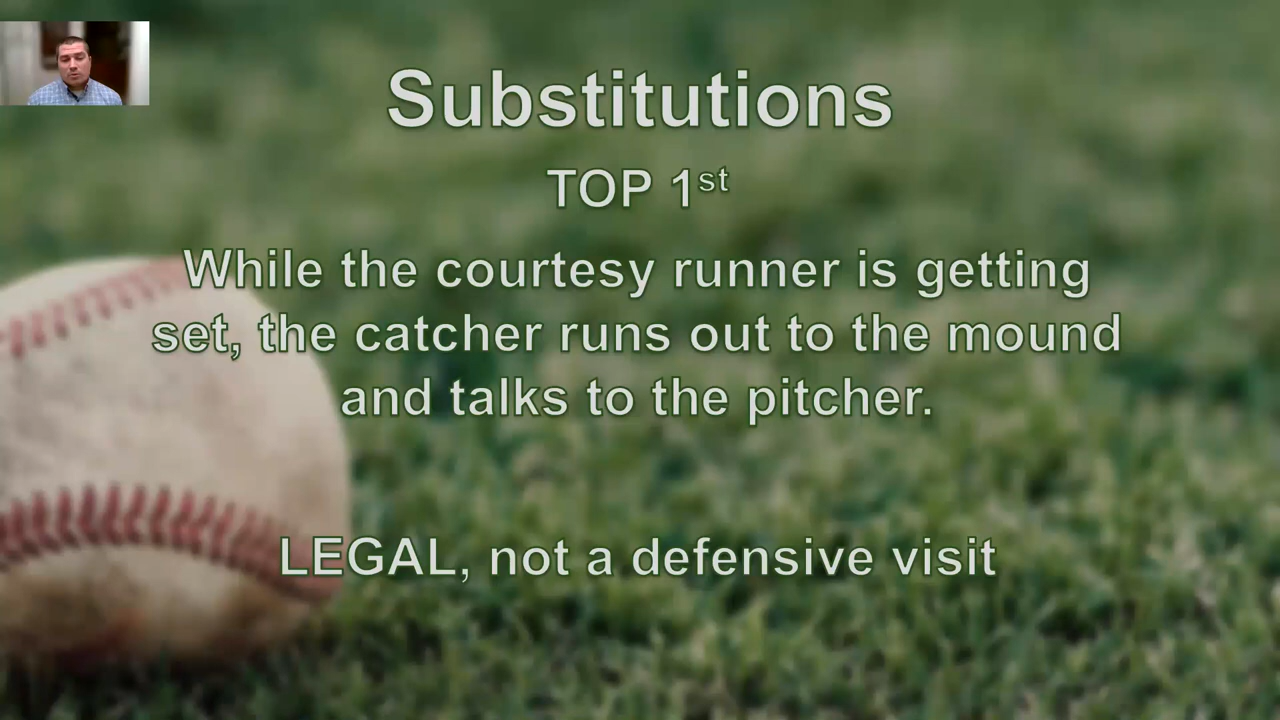 Substitutions
TOP 1st
While the courtesy runner is getting
set, the catcher runs out to the mound
and talks to the pitcher.
LEGAL, not a defensive visit